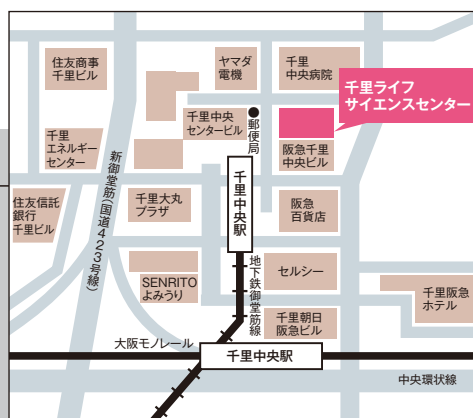 住友商事
千里ビル
ヤマダ
電機
千里
中央病院
千里ライフ
サイエンスセンター
千里中央
センタービル
郵便局
千里
エネルギー
センター
阪急千里
中央ビル
新御堂筋(国道423号線)
千里中央駅
住友信託
銀行
千里ビル
千里大丸
プラザ
阪急
百貨店
地下鉄御堂筋線
セルシー
SENRITO
よみうり
千里阪急
ホテル
千里朝日
阪急ビル
大阪モノレール
千里中央駅
中央環状線